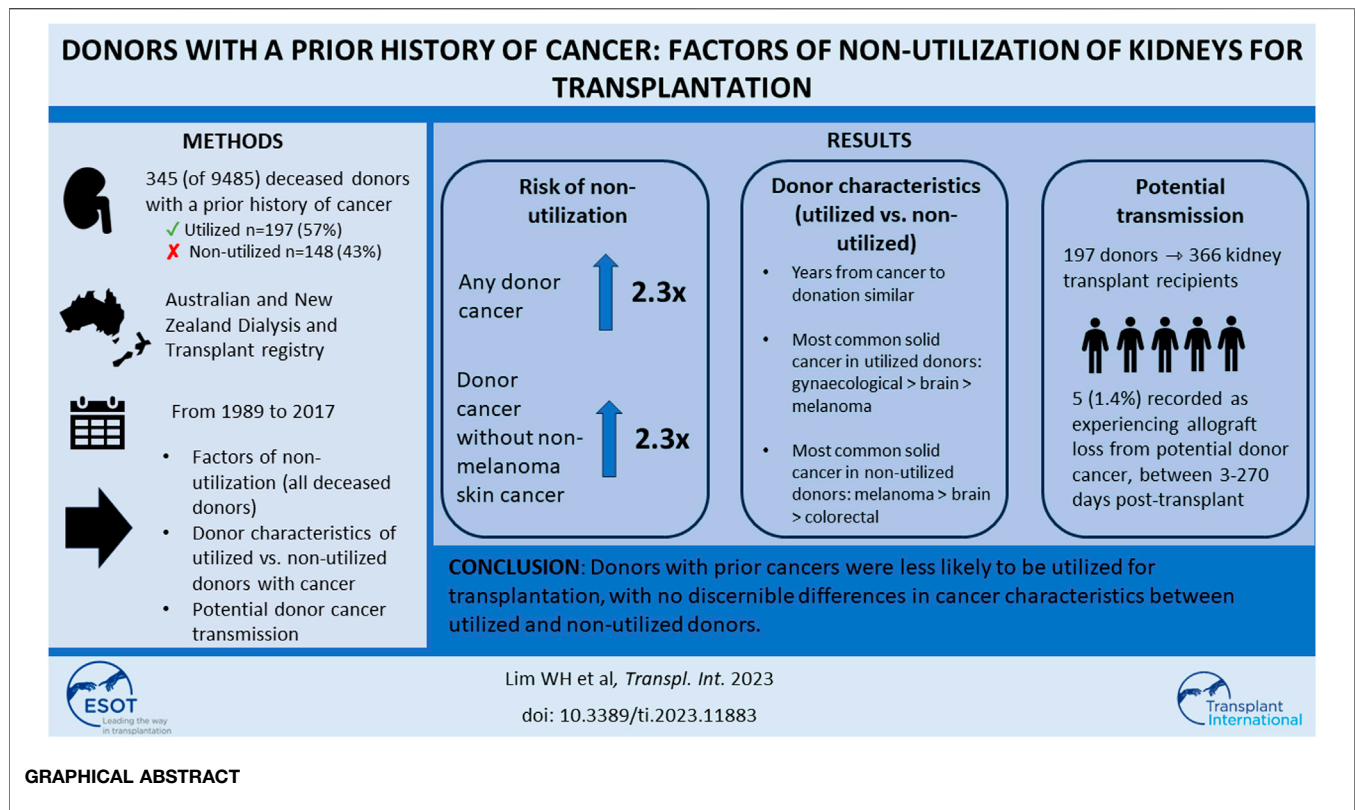 DONORS WITH A PRIOR HISTORY OF CANCER: FACTORS OF NON-UTILIZATION OF KIDNEYS FOR
TRANSPLANTATION
METHODS
345 (of 9485) deceased donors
with a prior history of cancer
✓ Utilized n=197 (57%)
✗ Non-utilized n=148 (43%)
Australian and New
Zealand Dialysis and
Transplant registry
From 1989 to 2017
• Factors of non-
utilization (all deceased
donors)
• Donor characteristics of
utilized vs. non-utilized
donors with cancer
• Potential donor cancer
transmission
RESULTS
Risk of non-
utilization
Any donor
cancer
2.3x
Donor
cancer
without non-
melanoma
skin cancer
2.3x
Donor characteristics
(utilized vs. non-
utilized)
• Years from cancer to
donation similar
• Most common solid
cancer in utilized donors:
gynaecological > brain >
melanoma
• Most common solid
cancer in non-utilized
donors: melanoma > brain
> colorectal
Potential
transmission
197 donors → 366 kidney
transplant recipients
5 (1.4%) recorded as
experiencing allograft
loss from potential donor
cancer, between 3-270
days post-transplant
CONCLUSION: Donors with prior cancers were less likely to be utilized for
transplantation, with no discernible differences in cancer characteristics between
utilized and non-utilized donors.
ESOT
Leading the way
in transplantation
Lim WH et al, Transpl. Int. 2023
doi: 10.3389/ti.2023.11883
Transplant
International
GRAPHICAL ABSTRACT